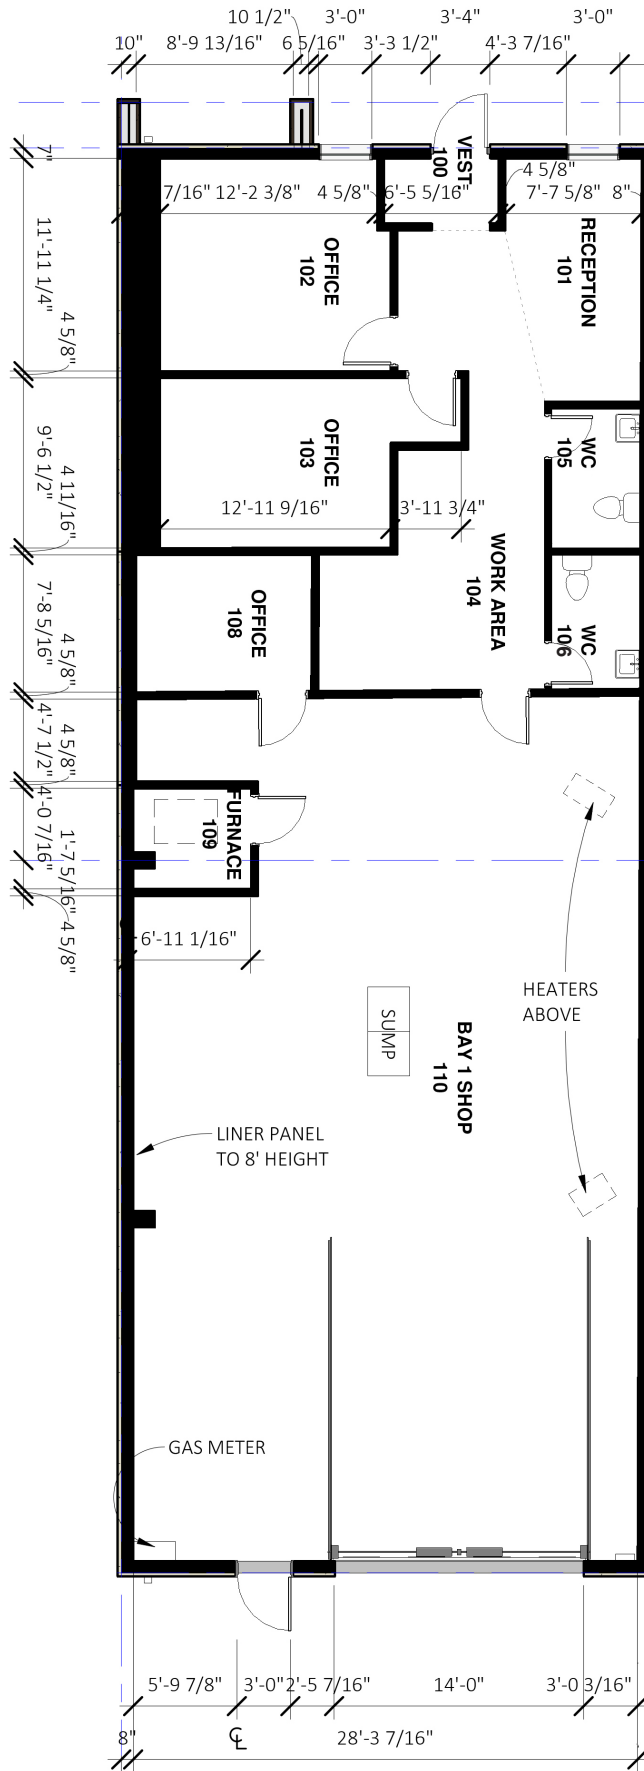 10 1/2" 3'-0" 3'-4" 3'-0"
10" 8'-9 13/16" 6 5/16" 3'-3 1/2" 4'-3 7/16"
VEST
100
4 5/8"
7/16" 12'-2 3/8" 4 5/8" 6'-5 5/16" 7'-7 5/8" 8"
7"
11'-11 1/4"
4 5/8"
OFFICE
102
RECEPTION
101
9'-6 1/2"
4 11/16"
OFFICE
103
WC
105
12'-11 9/16" 3'-11 3/4"
WORK AREA
104
7'-8 5/16"
4 5/8"
OFFICE
108
WC
106
4'-7 1/2"
4 5/8"
4'-0 7/16"
1'-7 5/16"
4 5/8"
FURNACE
109
6'-11 1/16"
HEATERS
ABOVE
SUMP
BAY 1 SHOP
110
LINER PANEL
TO 8' HEIGHT
GAS METER
5'-9 7/8" 3'-0" 2'-5 7/16" 14'-0" 3'-0 3/16"
8" ℄ 28'-3 7/16"